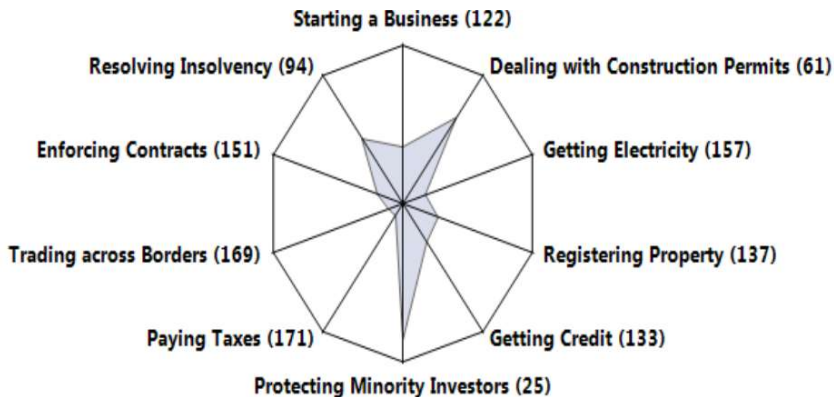 Starting a Business (122)
Resolving Insolvency (94)
Dealing with Construction Permits (61)
Enforcing Contracts (151)
Getting Electricity (157)
Trading across Borders (169)
Registering Property (137)
Paying Taxes (171)
Getting Credit (133)
Protecting Minority Investors (25)